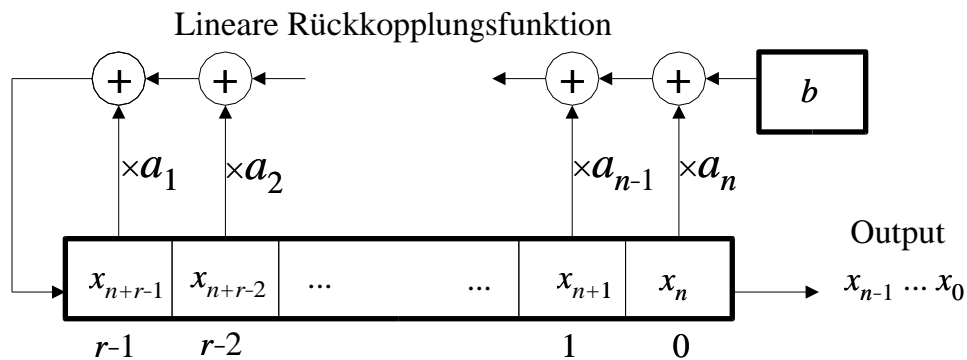 Lineare Rückkopplungsfunktion
+ + + + b
×a₁ ×a₂ ×aₙ₋₁ ×aₙ
Output
xₙ₊ᵣ₋₁ xₙ₊ᵣ₋₂ ... ... xₙ₊₁ xₙ xₙ₋₁ ... x₀
r-1 r-2 1 0